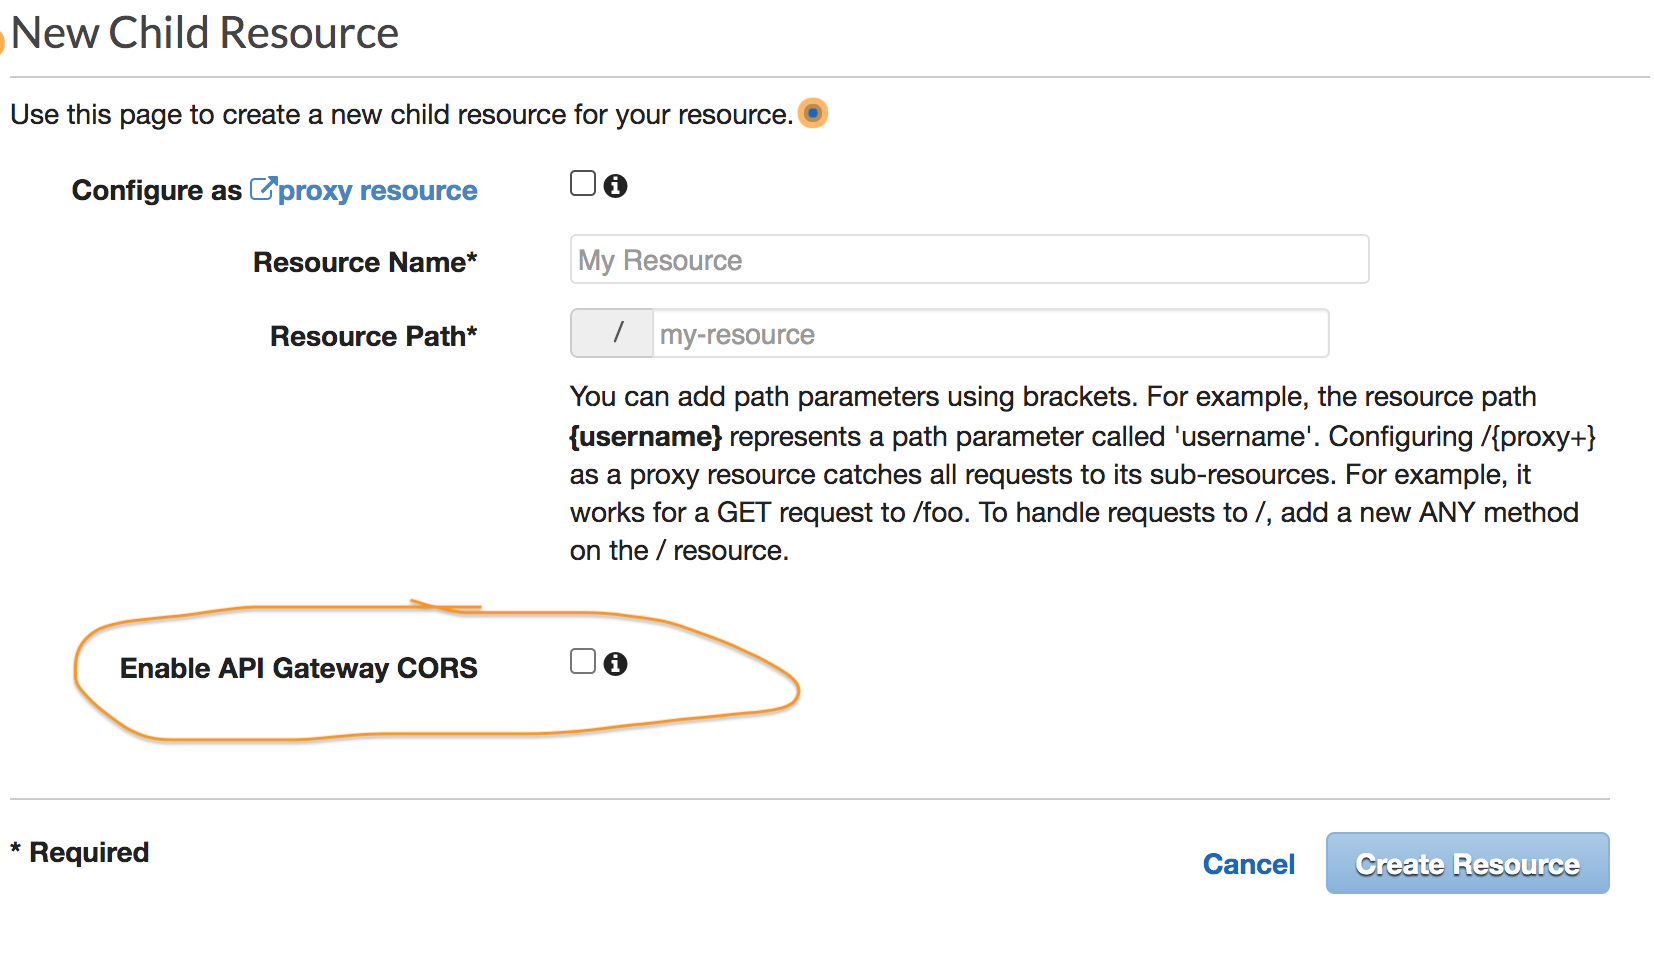 New Child Resource
Use this page to create a new child resource for your resource.
Configure as proxy resource
Resource Name* My Resource
Resource Path* / my-resource
You can add path parameters using brackets. For example, the resource path
{username} represents a path parameter called 'username'. Configuring /{proxy+}
as a proxy resource catches all requests to its sub-resources. For example, it
works for a GET request to /foo. To handle requests to /, add a new ANY method
on the / resource.
Enable API Gateway CORS
* Required
Cancel Create Resource